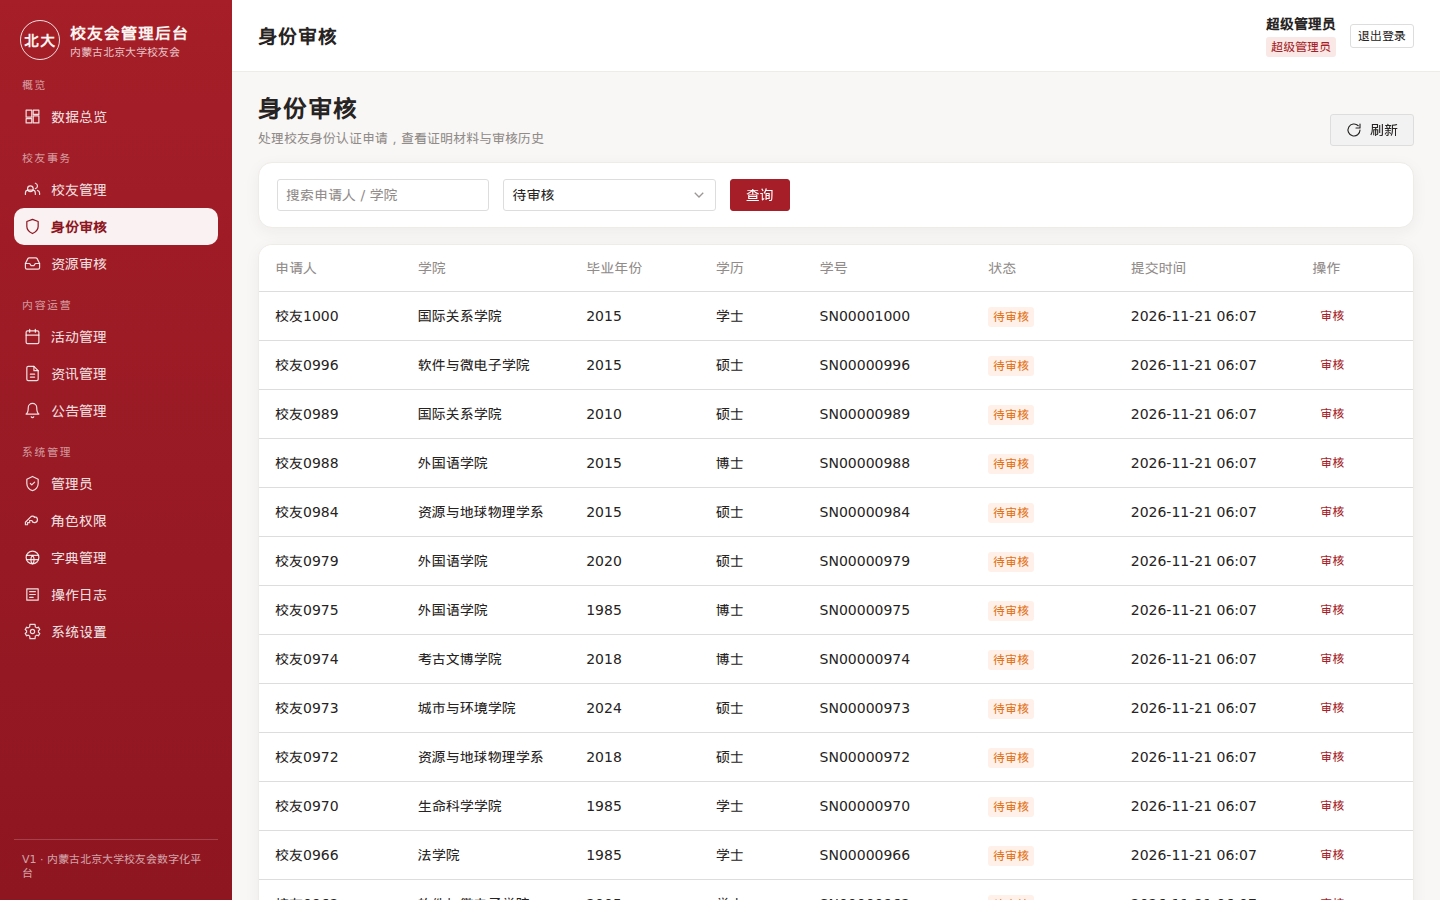 北大
校友会管理后台
内蒙古北京大学校友会
概览
数据总览
校友事务
校友管理
身份审核
资源审核
内容运营
活动管理
资讯管理
公告管理
系统管理
管理员
角色权限
字典管理
操作日志
系统设置
V1 · 内蒙古北京大学校友会数字化平
台
身份审核
超级管理员
超级管理员
退出登录
身份审核
处理校友身份认证申请，查看证明材料与审核历史
刷新
搜索申请人 / 学院
待审核
查询
申请人 学院 毕业年份 学历 学号 状态 提交时间 操作
校友1000 国际关系学院 2015 学士 SN00001000 待审核 2026-11-21 06:07 审核
校友0996 软件与微电子学院 2015 硕士 SN00000996 待审核 2026-11-21 06:07 审核
校友0989 国际关系学院 2010 硕士 SN00000989 待审核 2026-11-21 06:07 审核
校友0988 外国语学院 2015 博士 SN00000988 待审核 2026-11-21 06:07 审核
校友0984 资源与地球物理学系 2015 硕士 SN00000984 待审核 2026-11-21 06:07 审核
校友0979 外国语学院 2020 硕士 SN00000979 待审核 2026-11-21 06:07 审核
校友0975 外国语学院 1985 博士 SN00000975 待审核 2026-11-21 06:07 审核
校友0974 考古文博学院 2018 博士 SN00000974 待审核 2026-11-21 06:07 审核
校友0973 城市与环境学院 2024 硕士 SN00000973 待审核 2026-11-21 06:07 审核
校友0972 资源与地球物理学系 2018 硕士 SN00000972 待审核 2026-11-21 06:07 审核
校友0970 生命科学学院 1985 学士 SN00000970 待审核 2026-11-21 06:07 审核
校友0966 法学院 1985 学士 SN00000966 待审核 2026-11-21 06:07 审核